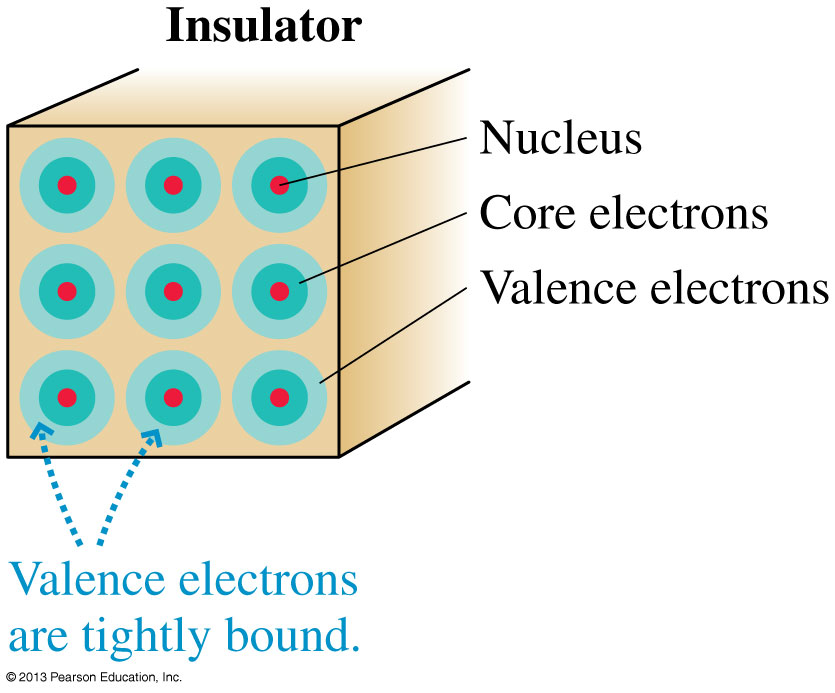 Insulator
Nucleus
Core electrons
Valence electrons
Valence electrons
are tightly bound.
© 2013 Pearson Education, Inc.